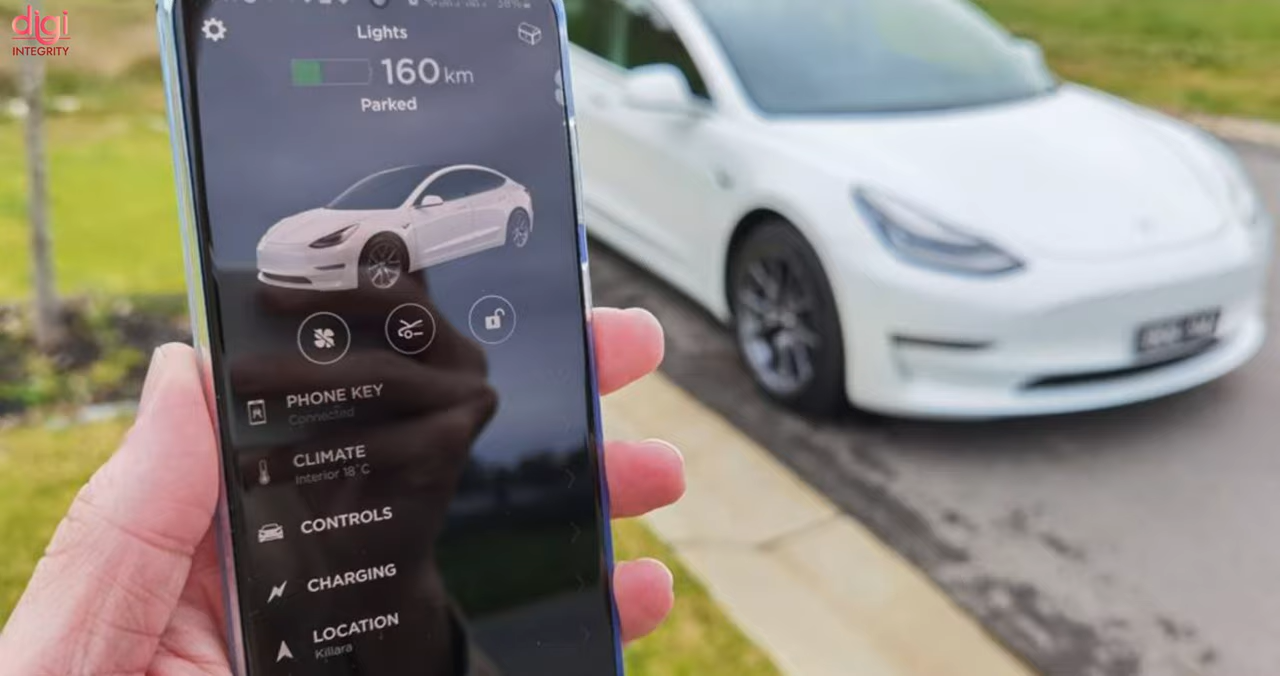 digi
INTEGRITY
Lights
160 km
Parked
PHONE KEY
Connected
CLIMATE
Interior 18°C
CONTROLS
CHARGING
LOCATION
Killara